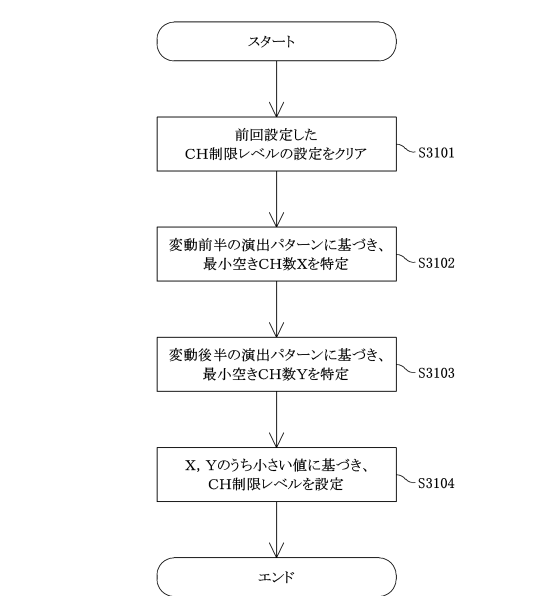 スタート
前回設定した
CH制限レベルの設定をクリア
S3101
変動前半の演出パターンに基づき、
最小空きCH数Xを特定
S3102
変動後半の演出パターンに基づき、
最小空きCH数Yを特定
S3103
X, Yのうち小さい値に基づき、
CH制限レベルを設定
S3104
エンド